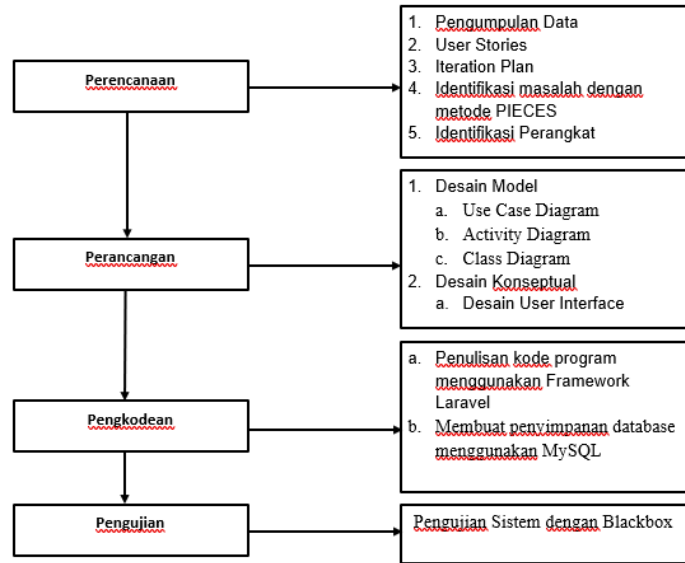 Perencanaan
1. Pengumpulan Data
2. User Stories
3. Iteration Plan
4. Identifikasi masalah dengan
metode PIECES
5. Identifikasi Perangkat
Perancangan
1. Desain Model
a. Use Case Diagram
b. Activity Diagram
c. Class Diagram
2. Desain Konseptual
a. Desain User Interface
Pengkodean
a. Penulisan kode program
menggunakan Framework
Laravel
b. Membuat penyimpanan database
menggunakan MySQL
Pengujian
Pengujian Sistem dengan Blackbox